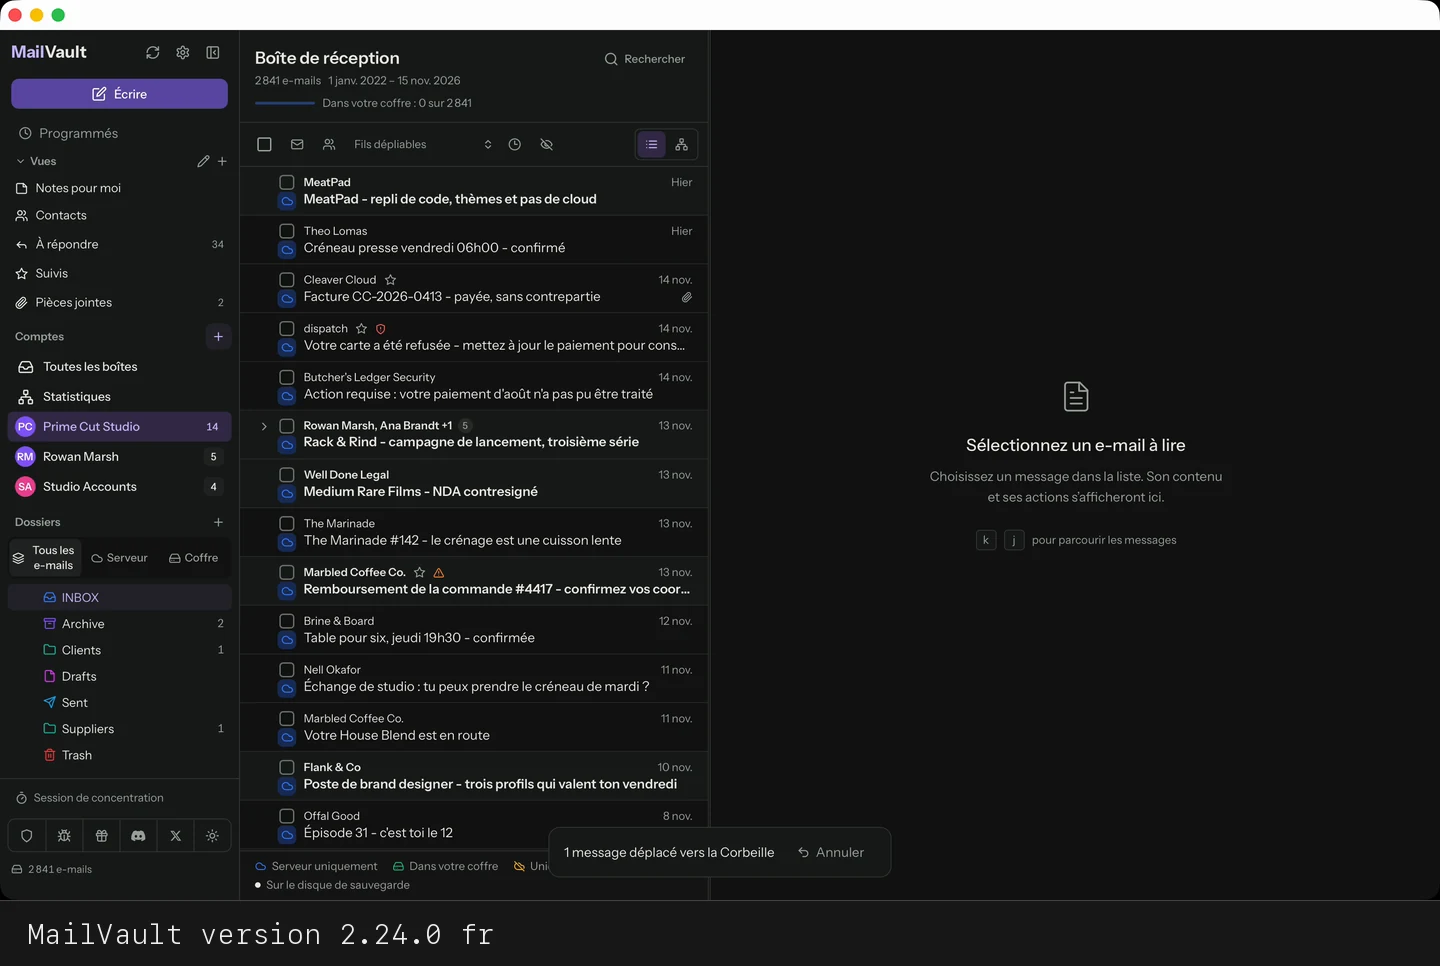 MailVault
Écrire
Programmés
Vues
Notes pour moi
Contacts
À répondre 34
Suivis
Pièces jointes 2
Comptes
Toutes les boîtes
Statistiques
PC Prime Cut Studio 14
RM Rowan Marsh 5
SA Studio Accounts 4
Dossiers
Tous les e-mails
Serveur
Coffre
INBOX
Archive 2
Clients 1
Drafts
Sent
Suppliers 1
Trash
Session de concentration
2 841 e-mails
Boîte de réception
Rechercher
2 841 e-mails 1 janv. 2022 – 15 nov. 2026
Dans votre coffre : 0 sur 2 841
Fils dépliables
MeatPad Hier
MeatPad - repli de code, thèmes et pas de cloud
Theo Lomas Hier
Créneau presse vendredi 06h00 - confirmé
Cleaver Cloud 14 nov.
Facture CC-2026-0413 - payée, sans contrepartie
dispatch 14 nov.
Votre carte a été refusée - mettez à jour le paiement pour cons...
Butcher's Ledger Security 14 nov.
Action requise : votre paiement d'août n'a pas pu être traité
Rowan Marsh, Ana Brandt +1 5 13 nov.
Rack & Rind - campagne de lancement, troisième série
Well Done Legal 13 nov.
Medium Rare Films - NDA contresigné
The Marinade 13 nov.
The Marinade #142 - le crénage est une cuisson lente
Marbled Coffee Co. 13 nov.
Remboursement de la commande #4417 - confirmez vos coor...
Brine & Board 12 nov.
Table pour six, jeudi 19h30 - confirmée
Nell Okafor 11 nov.
Échange de studio : tu peux prendre le créneau de mardi ?
Marbled Coffee Co. 11 nov.
Votre House Blend est en route
Flank & Co 10 nov.
Poste de brand designer - trois profils qui valent ton vendredi
Offal Good 8 nov.
Épisode 31 - c'est toi le 12
Serveur uniquement
Dans votre coffre
Uni
Sur le disque de sauvegarde
1 message déplacé vers la Corbeille
Annuler
Sélectionnez un e-mail à lire
Choisissez un message dans la liste. Son contenu
et ses actions s'afficheront ici.
k j pour parcourir les messages
MailVault version 2.24.0 fr